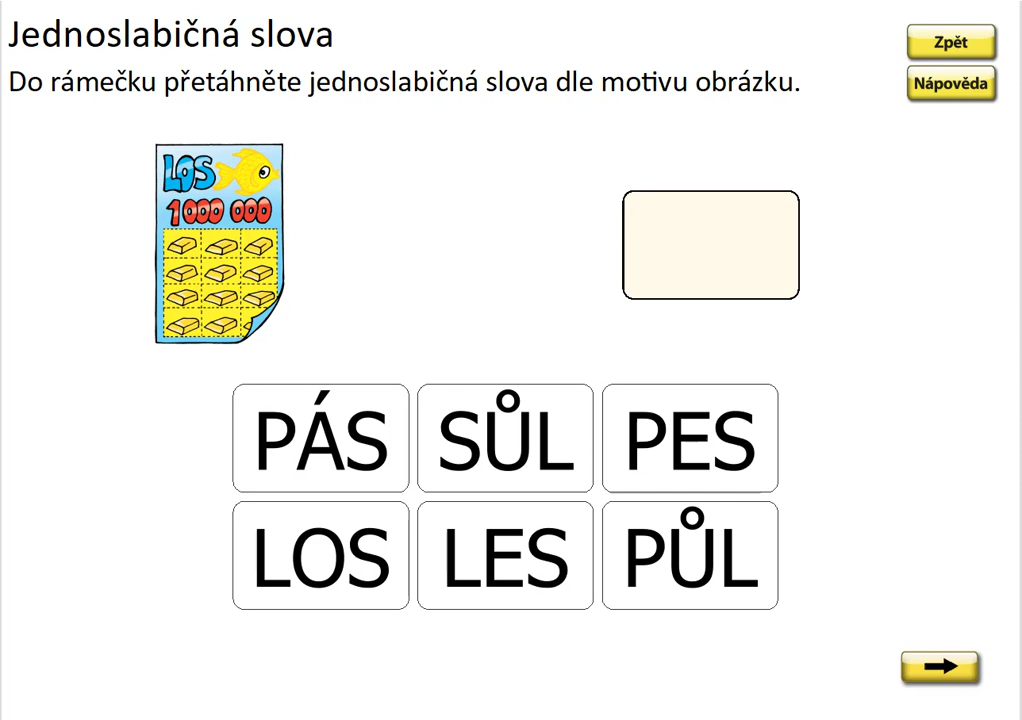 Jednoslabičná slova
Do rámečku přetáhněte jednoslabičná slova dle motivu obrázku.
Zpět
Nápověda
LOS
1000 000
PÁS SŮL PES
LOS LES PŮL